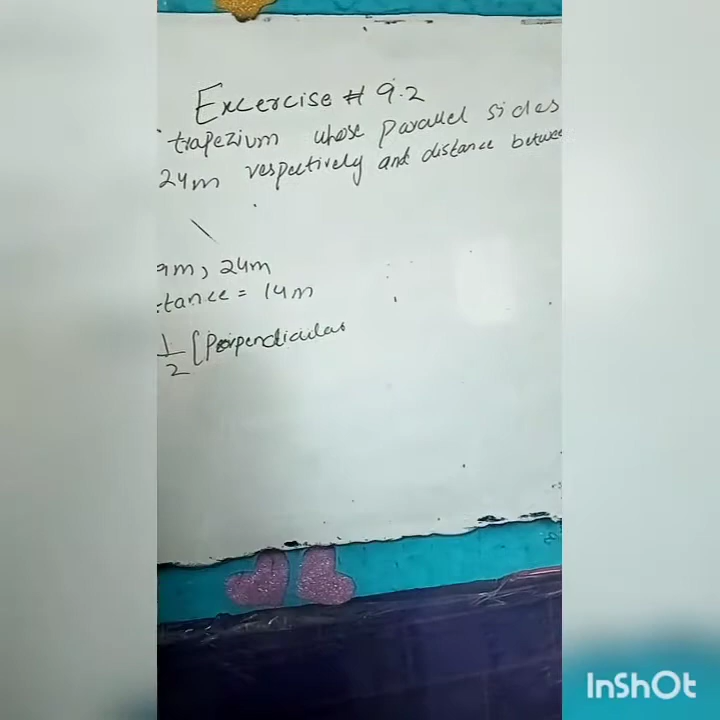 Excercise # 9.2
trapezium whose parallel sides
24m respectively and distance between
9m, 24m
tance = 14m
1/2 [Perpendicular
InShOt